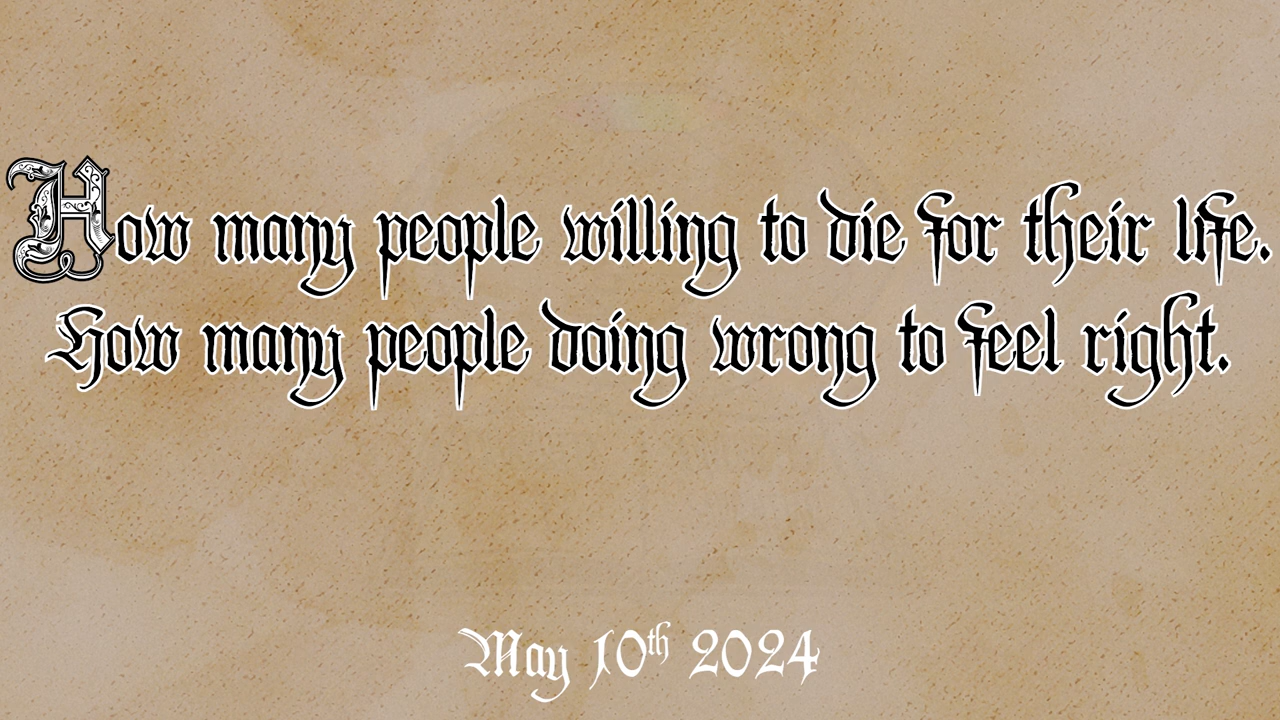 How many people willing to die for their life.
How many people doing wrong to feel right.
May 10th 2024